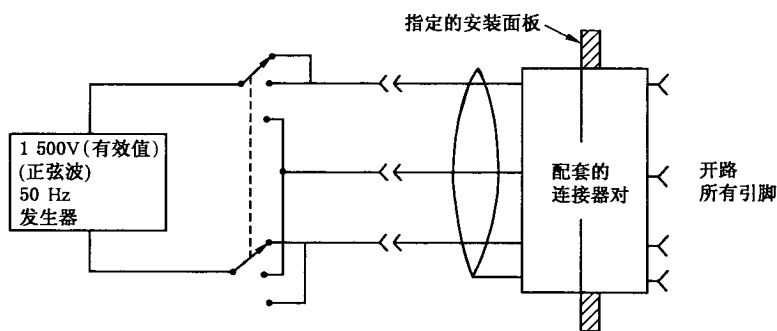 指定的安装面板
1 500V(有效值)
(正弦波)
50 Hz
发生器
配套的
连接器对
开路
所有引脚